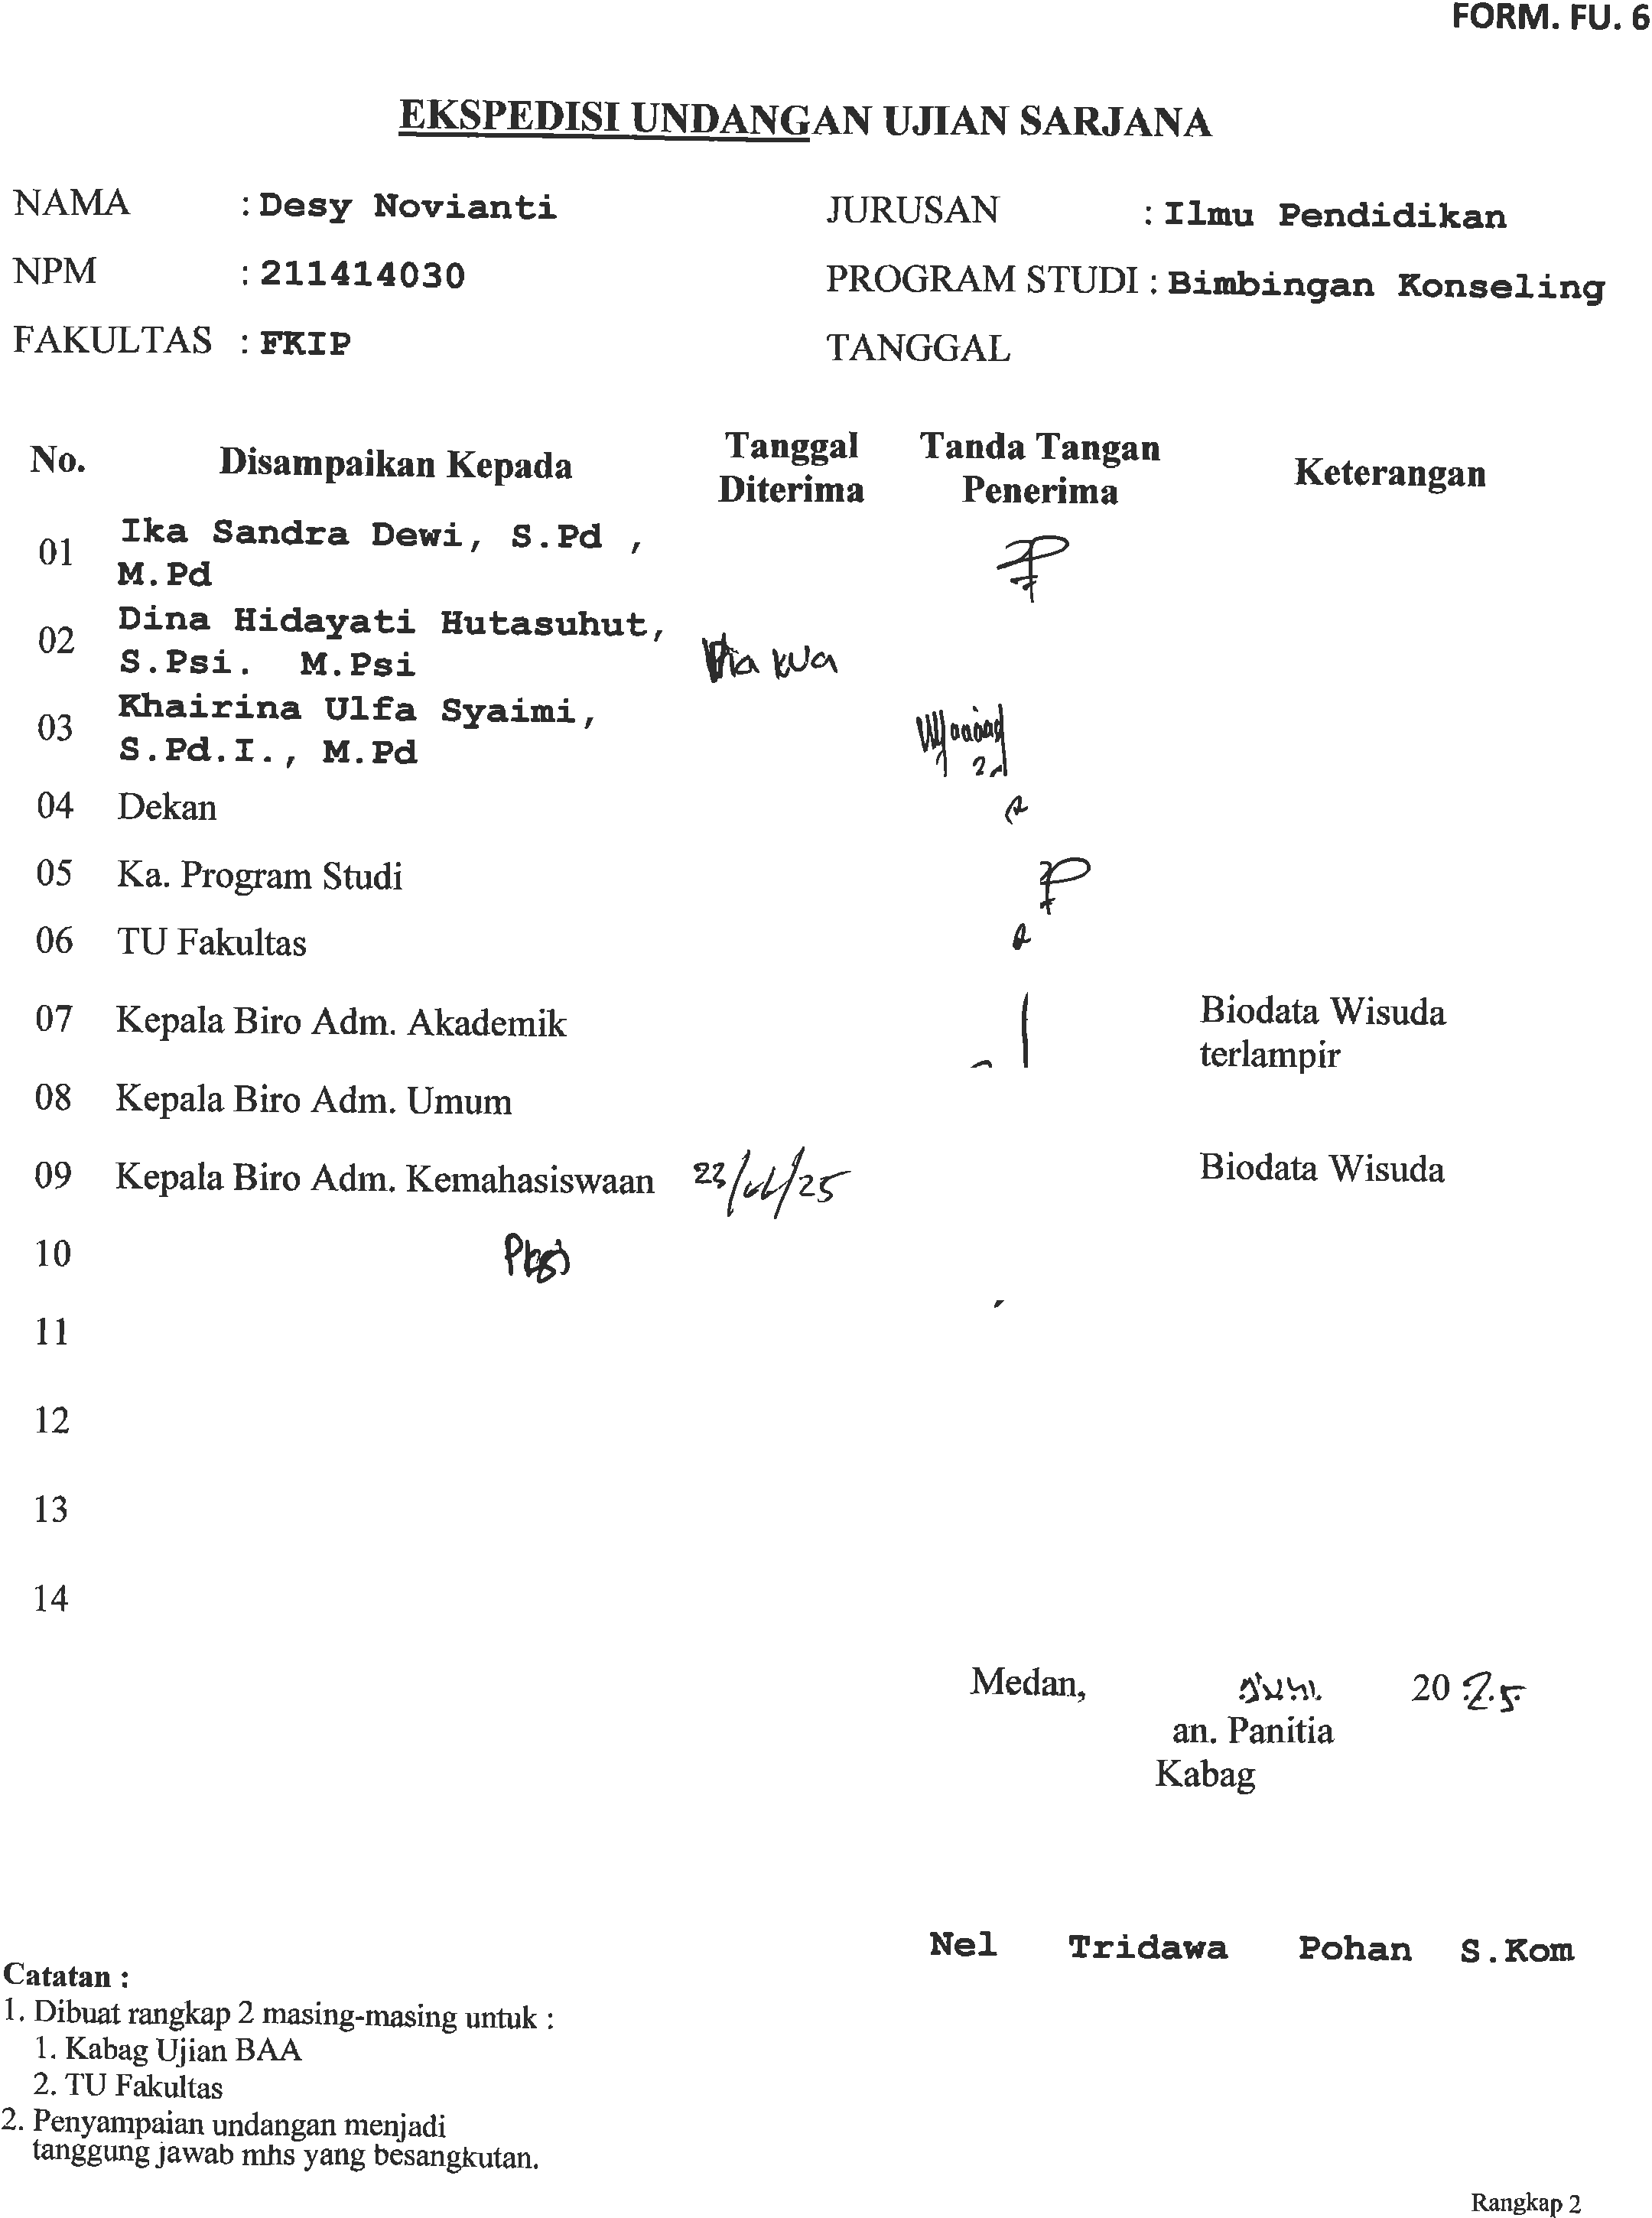 FORM. FU. 6
EKSPEDISI UNDANGAN UJIAN SARJANA
NAMA : Desy Novianti JURUSAN : Ilmu Pendidikan
NPM : 211414030 PROGRAM STUDI : Bimbingan Konseling
FAKULTAS : FKIP TANGGAL
No. Disampaikan Kepada Tanggal Diterima Tanda Tangan Penerima Keterangan
01 Ika Sandra Dewi, S.Pd ,
M.Pd
02 Dina Hidayati Hutasuhut,
S.Psi. M.Psi Via
03 Khairina Ulfa Syaimi,
S.Pd.I., M.Pd
04 Dekan
05 Ka. Program Studi
06 TU Fakultas
07 Kepala Biro Adm. Akademik Biodata Wisuda
terlampir
08 Kepala Biro Adm. Umum
09 Kepala Biro Adm. Kemahasiswaan Biodata Wisuda
10
11
12
13
14
Medan, Juni 2025
an. Panitia
Kabag
Nel Tridawa Pohan S.Kom
Catatan :
1. Dibuat rangkap 2 masing-masing untuk :
1. Kabag Ujian BAA
2. TU Fakultas
2. Penyampaian undangan menjadi
tanggung jawab mhs yang besangkutan.
Rangkap 2